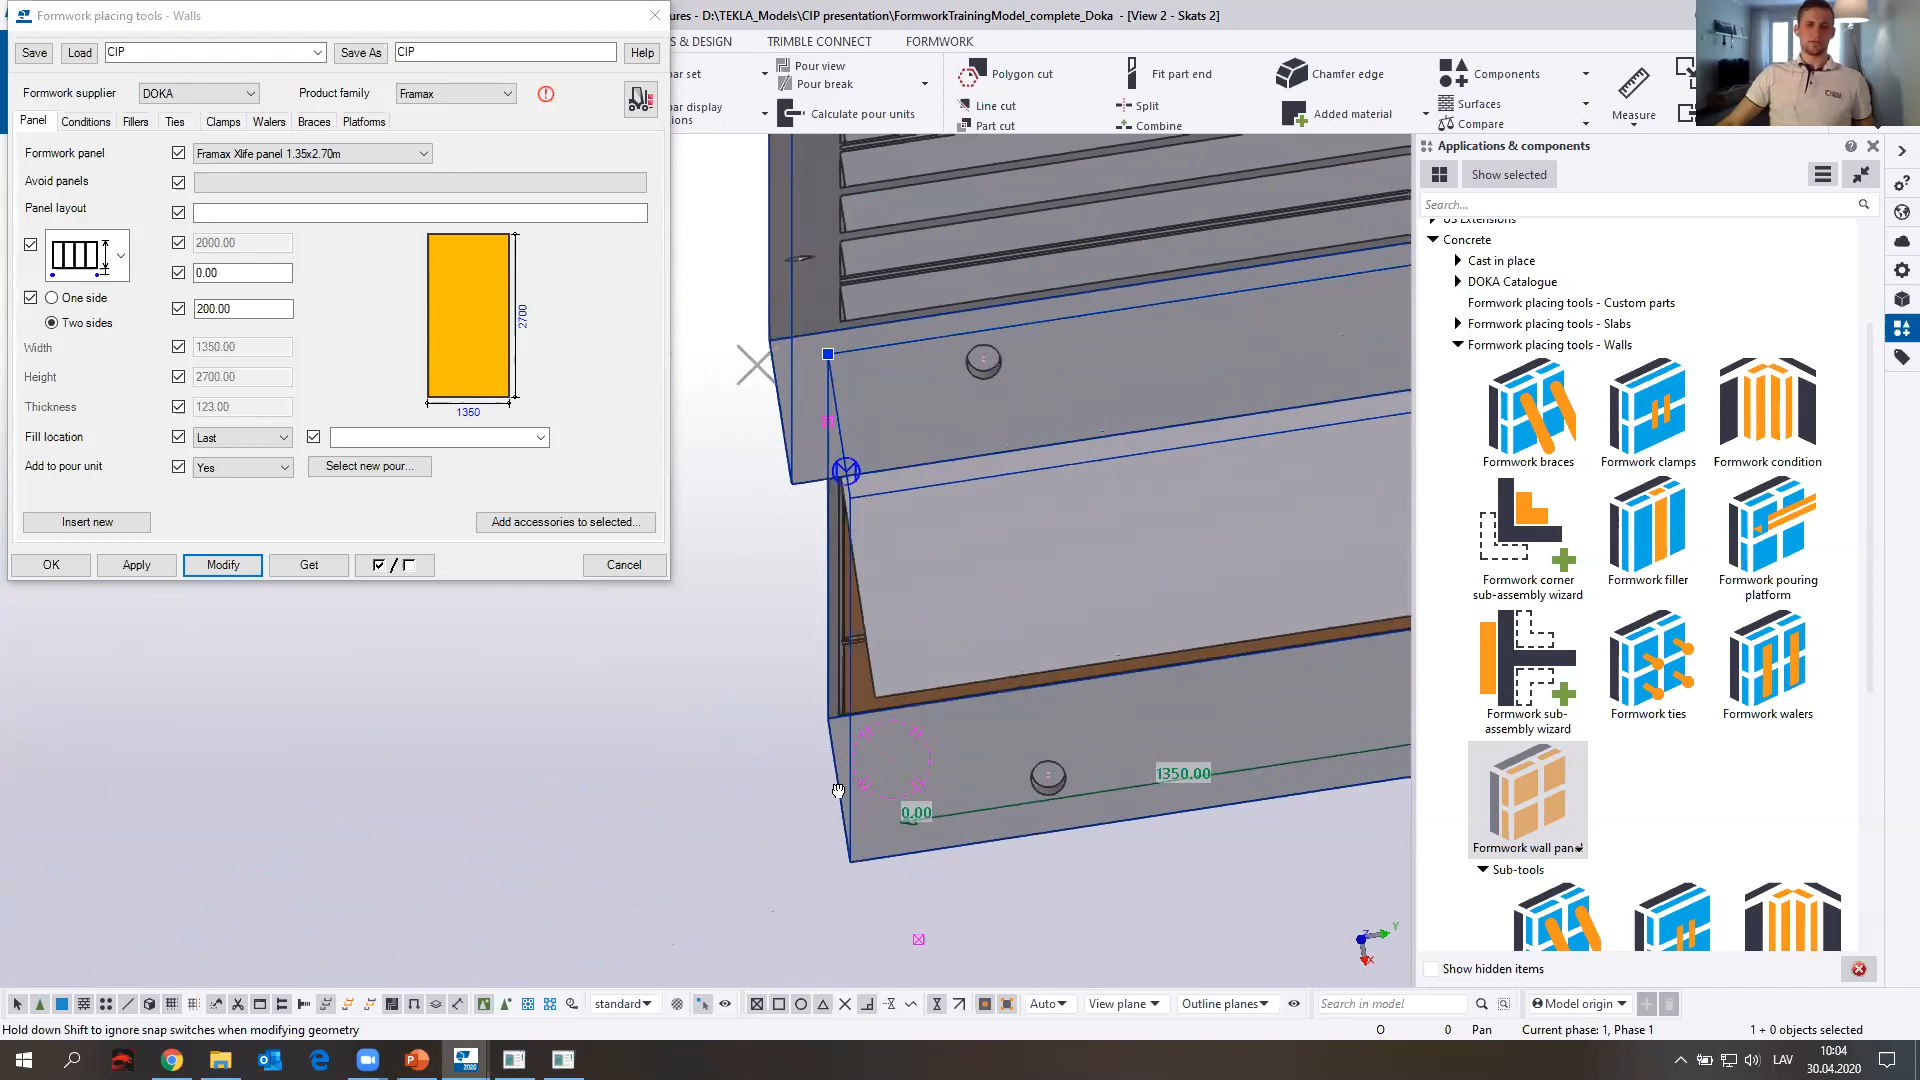 Formwork placing tools - Walls
ures - D:\TEKLA_Models\CIP presentation\FormworkTrainingModel_complete_Doka - [View 2 - Skats 2]
Save
Load
CIP
Save As
CIP
Help
S & DESIGN
TRIMBLE CONNECT
FORMWORK
Formwork supplier
DOKA
Product family
Framax
Panel
Conditions
Fillers
Ties
Clamps
Walers
Braces
Platforms
bar set
Pour view
Pour break
bar display
Calculate pour units
Polygon cut
Line cut
Part cut
Fit part end
Split
Combine
Chamfer edge
Added material
Components
Surfaces
Compare
Measure
Formwork panel
Framax Xlife panel 1.35x2.70m
Avoid panels
Panel layout
2000.00
0.00
One side
Two sides
200.00
Width
1350.00
Height
2700.00
Thickness
123.00
Fill location
Last
Add to pour unit
Yes
Select new pour...
2700
1350
Insert new
Add accessories to selected...
OK
Apply
Modify
Get
/
Cancel
1350.00
0.00
Z
Y
X
Applications & components
Show selected
Search...
US Extensions
Concrete
Cast in place
DOKA Catalogue
Formwork placing tools - Custom parts
Formwork placing tools - Slabs
Formwork placing tools - Walls
Formwork braces
Formwork clamps
Formwork condition
Formwork corner sub-assembly wizard
Formwork filler
Formwork pouring platform
Formwork sub-assembly wizard
Formwork ties
Formwork walers
Formwork wall panel
Sub-tools
Show hidden items
standard
Auto
View plane
Outline planes
Search in model
Model origin
Hold down Shift to ignore snap switches when modifying geometry
O
0
Pan
Current phase: 1, Phase 1
1 + 0 objects selected
2020
LAV
10:04
30.04.2020